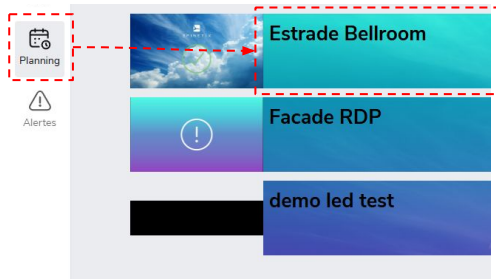 Planning
Alertes
Estrade Bellroom
Facade RDP
demo led test